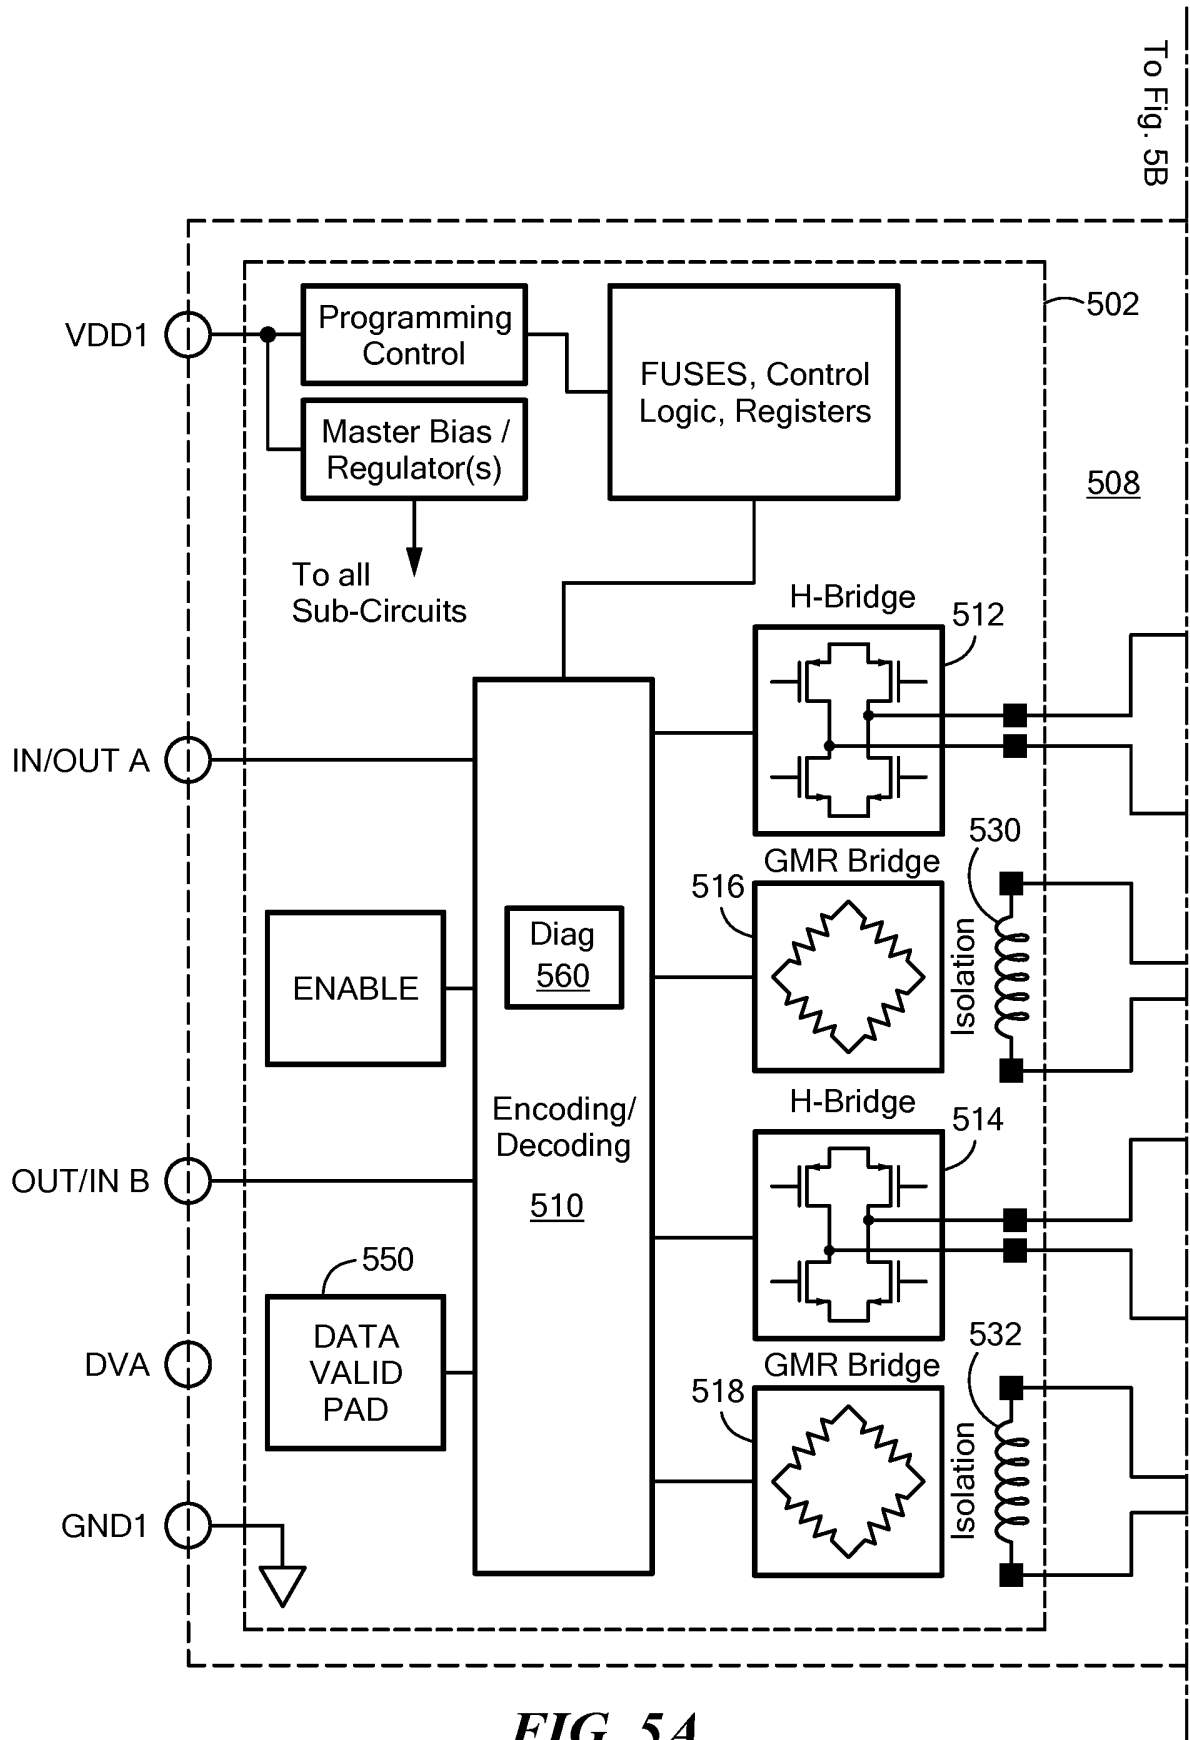 To Fig. 5B
502
VDD1
Programming
Control
FUSES, Control
Logic, Registers
Master Bias /
Regulator(s)
508
To all
Sub-Circuits
H-Bridge
512
IN/OUT A
530
GMR Bridge
516
Diag
560
Isolation
ENABLE
H-Bridge
514
Encoding/
Decoding
510
OUT/IN B
550
DATA
VALID
PAD
DVA
532
GMR Bridge
518
Isolation
GND1
FIG. 5A